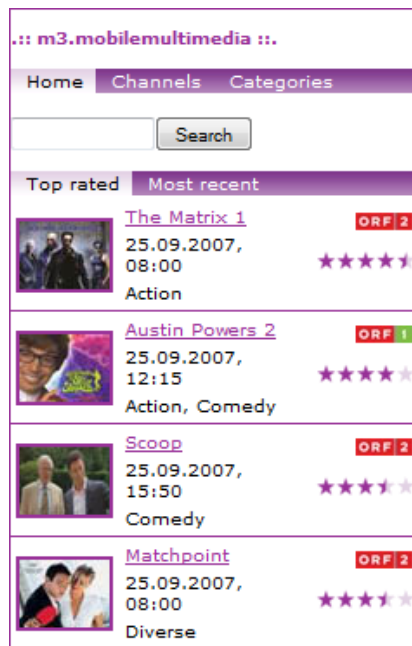 .:: m3.mobilemultimedia ::.
Home Channels Categories
Search
Top rated Most recent
The Matrix 1 ORF 2
25.09.2007,
08:00
Action
Austin Powers 2 ORF 1
25.09.2007,
12:15
Action, Comedy
Scoop ORF 2
25.09.2007,
15:50
Comedy
Matchpoint ORF 2
25.09.2007,
08:00
Diverse